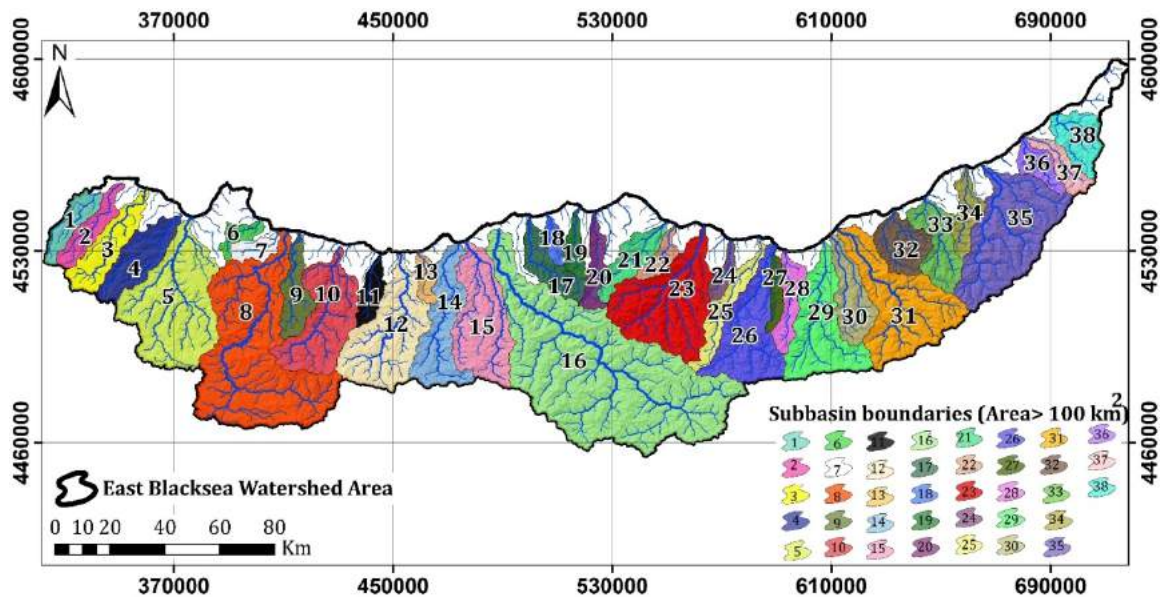 370000 450000 530000 610000 690000
N
4600000 4600000
4530000 4530000
4460000 4460000
1 2 3 4 5 6 7 8 9 10 11 12 13 14 15 16 17 18 19 20 21 22 23 24 25 26 27 28 29 30 31 32 33 34 35 36 37 38
Subbasin boundaries (Area> 100 km²)
1 6 11 16 21 26 31 36
2 7 12 17 22 27 32 37
3 8 13 18 23 28 33 38
4 9 14 19 24 29 34
5 10 15 20 25 30 35
East Blacksea Watershed Area
0 10 20 40 60 80
Km
370000 450000 530000 610000 690000